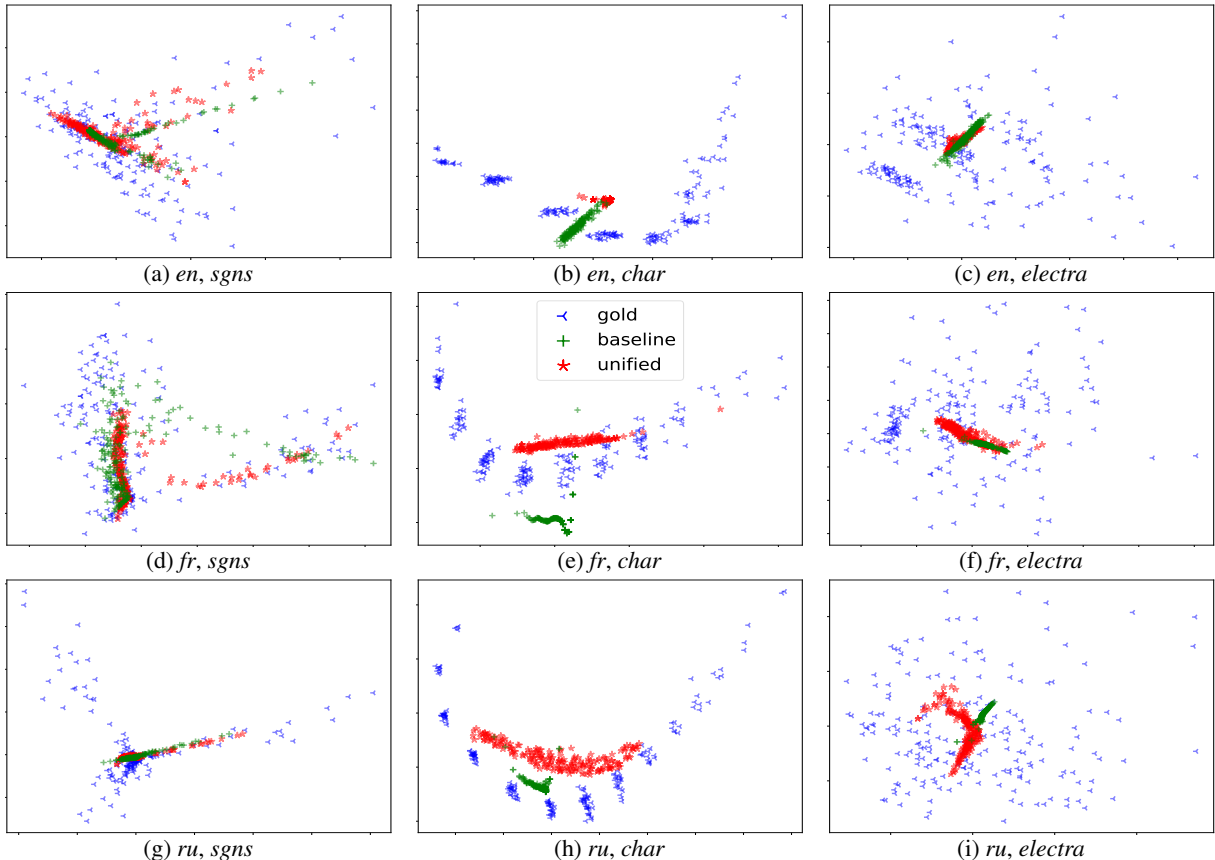 (a) en, sgns
(b) en, char
(c) en, electra
gold
baseline
unified
(d) fr, sgns
(e) fr, char
(f) fr, electra
(g) ru, sgns
(h) ru, char
(i) ru, electra